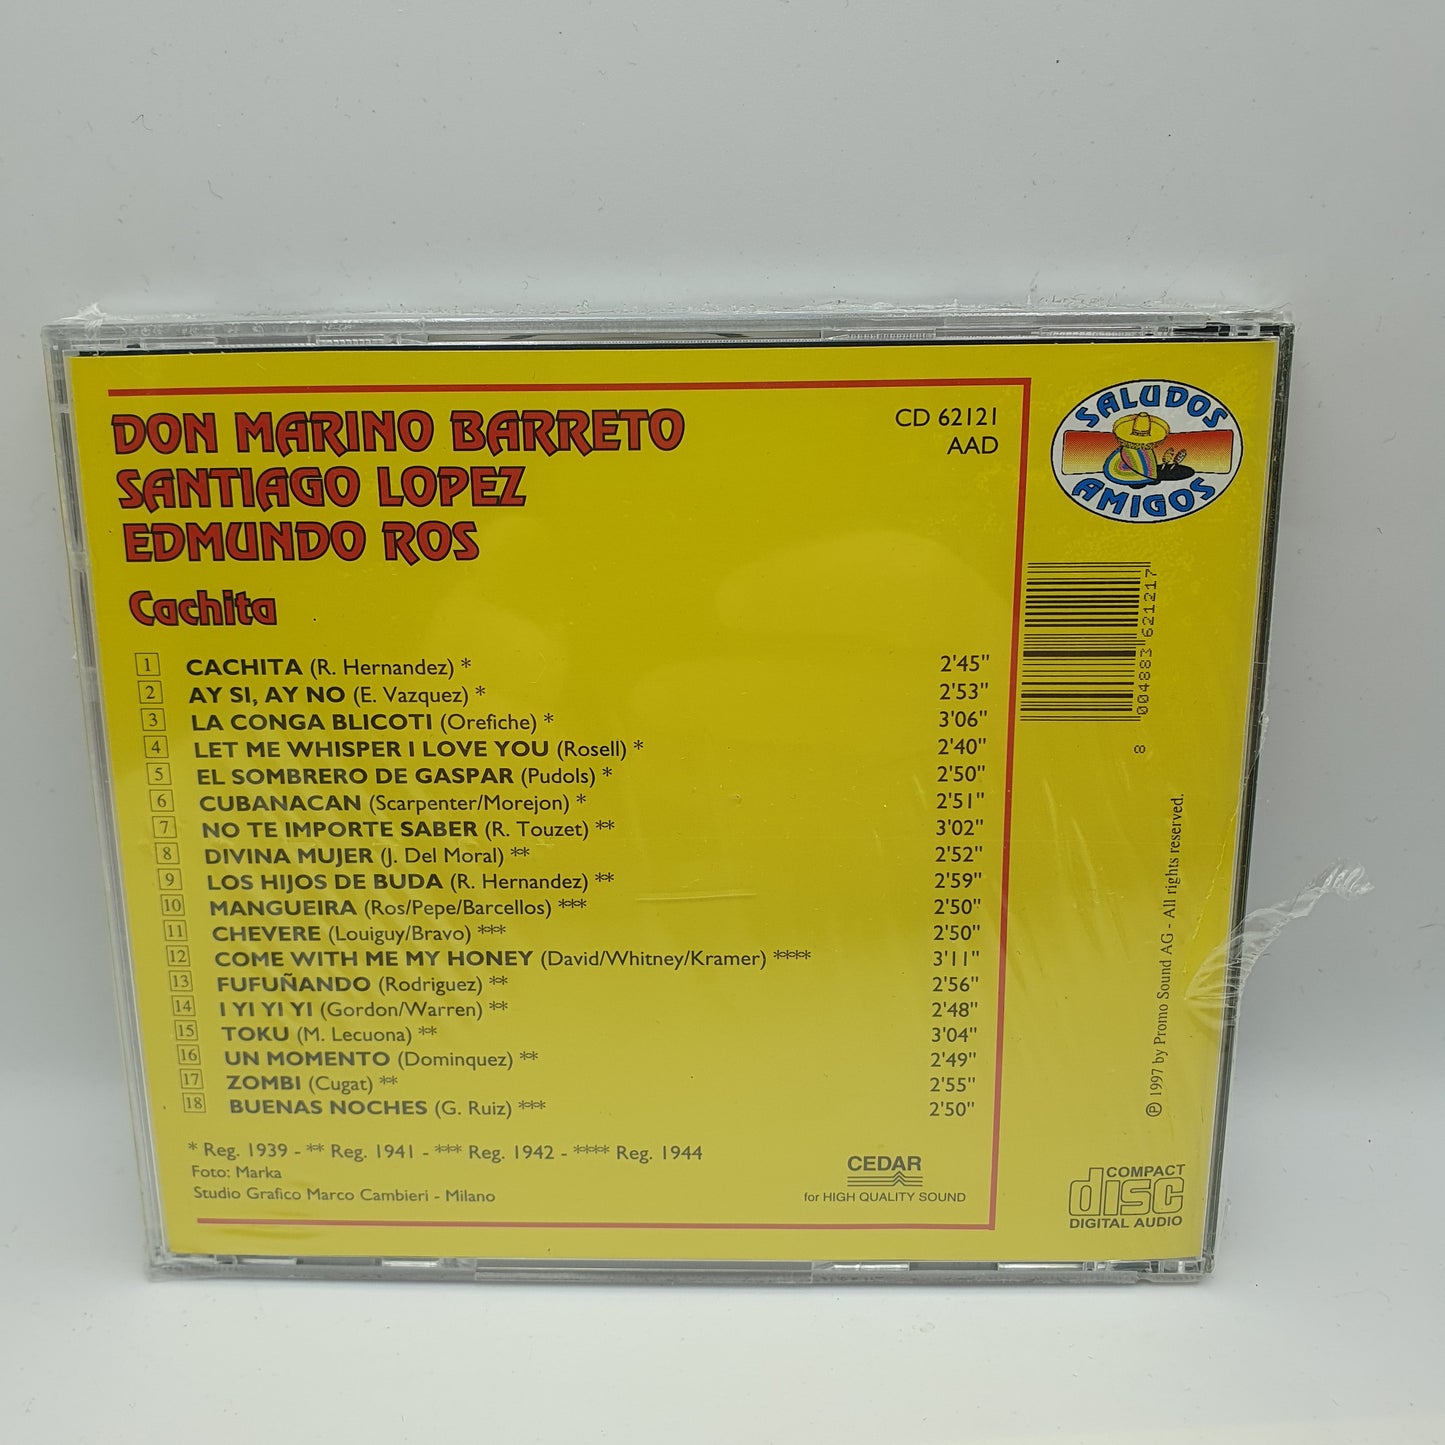 DON MARINO BARRETO
SANTIAGO LOPEZ
EDMUNDO ROS
Cachita
CD 62121
AAD
SALUDOS
AMIGOS
1 CACHITA (R. Hernandez) * 2'45"
2 AY SI, AY NO (E. Vazquez) * 2'53"
3 LA CONGA BLICOTI (Orefiche) * 3'06"
4 LET ME WHISPER I LOVE YOU (Rosell) * 2'40"
5 EL SOMBRERO DE GASPAR (Pudols) * 2'50"
6 CUBANACAN (Scarpenter/Morejon) * 2'51"
7 NO TE IMPORTE SABER (R. Touzet) ** 3'02"
8 DIVINA MUJER (J. Del Moral) ** 2'52"
9 LOS HIJOS DE BUDA (R. Hernandez) ** 2'59"
10 MANGUEIRA (Ros/Pepe/Barcellos) *** 2'50"
11 CHEVERE (Louiguy/Bravo) *** 2'50"
12 COME WITH ME MY HONEY (David/Whitney/Kramer) **** 3'11"
13 FUFUÑANDO (Rodriguez) ** 2'56"
14 I YI YI YI (Gordon/Warren) ** 2'48"
15 TOKU (M. Lecuona) ** 3'04"
16 UN MOMENTO (Dominquez) ** 2'49"
17 ZOMBI (Cugat) ** 2'55"
18 BUENAS NOCHES (G. Ruiz) *** 2'50"
* Reg. 1939 - ** Reg. 1941 - *** Reg. 1942 - **** Reg. 1944
Foto: Marka
Studio Grafico Marco Cambieri - Milano
CEDAR
for HIGH QUALITY SOUND
8 004883 621217
℗ 1997 by Promo Sound AG - All rights reserved.
COMPACT
disc
DIGITAL AUDIO